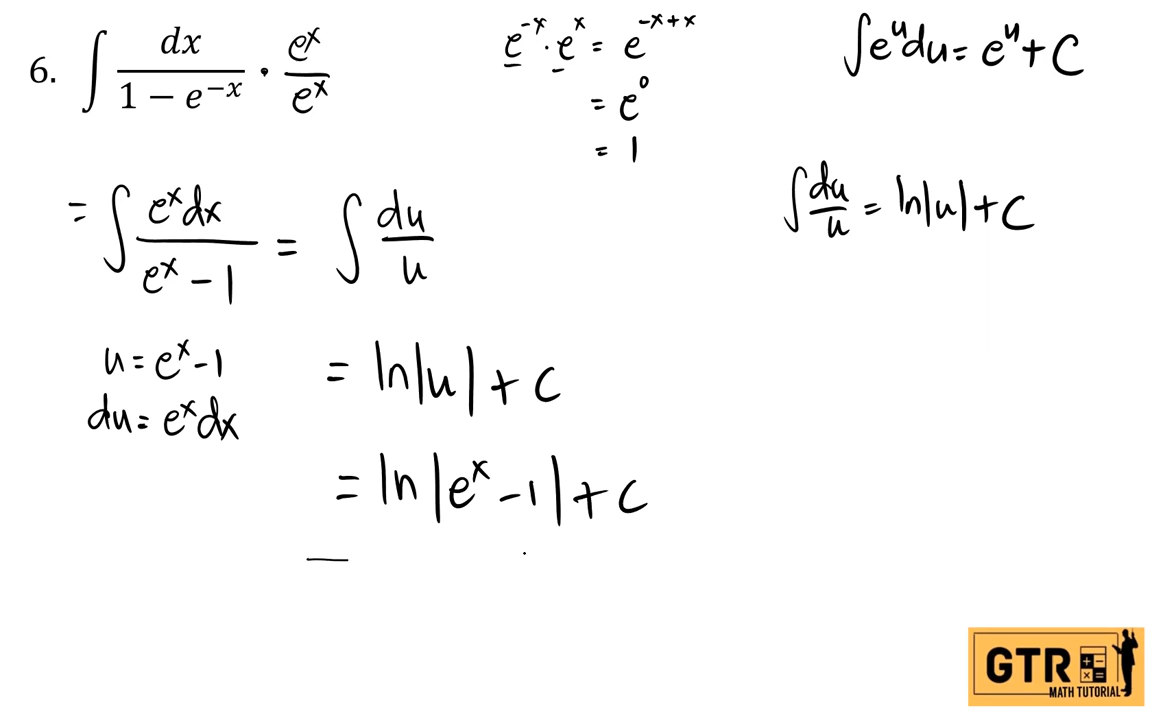 6. ∫ dx/(1 − e^(−x)) · e^x/e^x
e^(-x) · e^x = e^(-x+x)
= e^0
= 1
∫e^u du = e^u + C
∫ du/u = ln|u| + C
= ∫ e^x dx/(e^x − 1) = ∫ du/u
u = e^x - 1
du = e^x dx
= ln|u| + C
= ln|e^x - 1| + C
GTR
MATH TUTORIAL